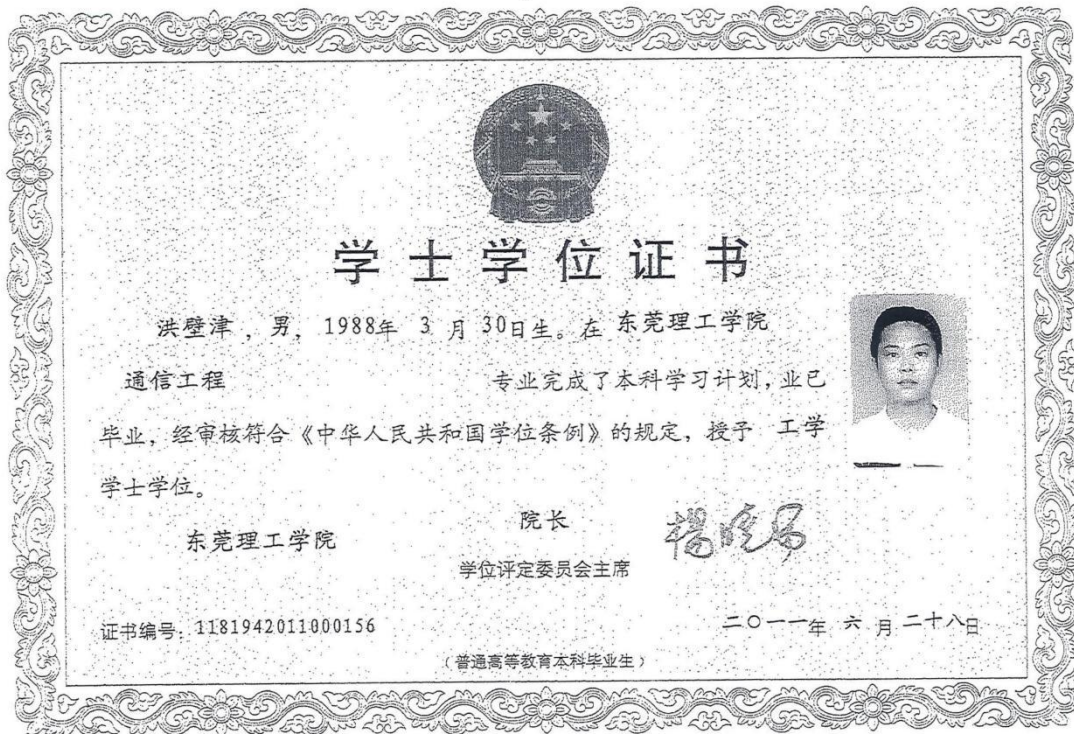 学士学位证书
洪壁津，男，1988年 3 月 30日生。在 东莞理工学院
通信工程 专业完成了本科学习计划，业已
毕业，经审核符合《中华人民共和国学位条例》的规定，授予 工学
学士学位。
东莞理工学院
院长
学位评定委员会主席
证书编号：1181942011000156
二〇一一年 六 月 二十八日
（普通高等教育本科毕业生）